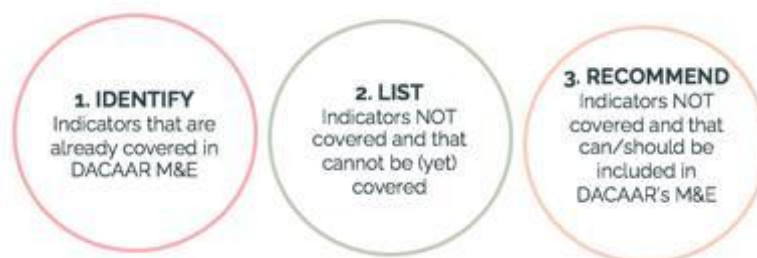 1. IDENTIFY
Indicators that are
already covered in
DACAAR M&E
2. LIST
Indicators NOT
covered and that
cannot be (yet)
covered
3. RECOMMEND
Indicators NOT
covered and that
can/should be
included in
DACAAR's M&E